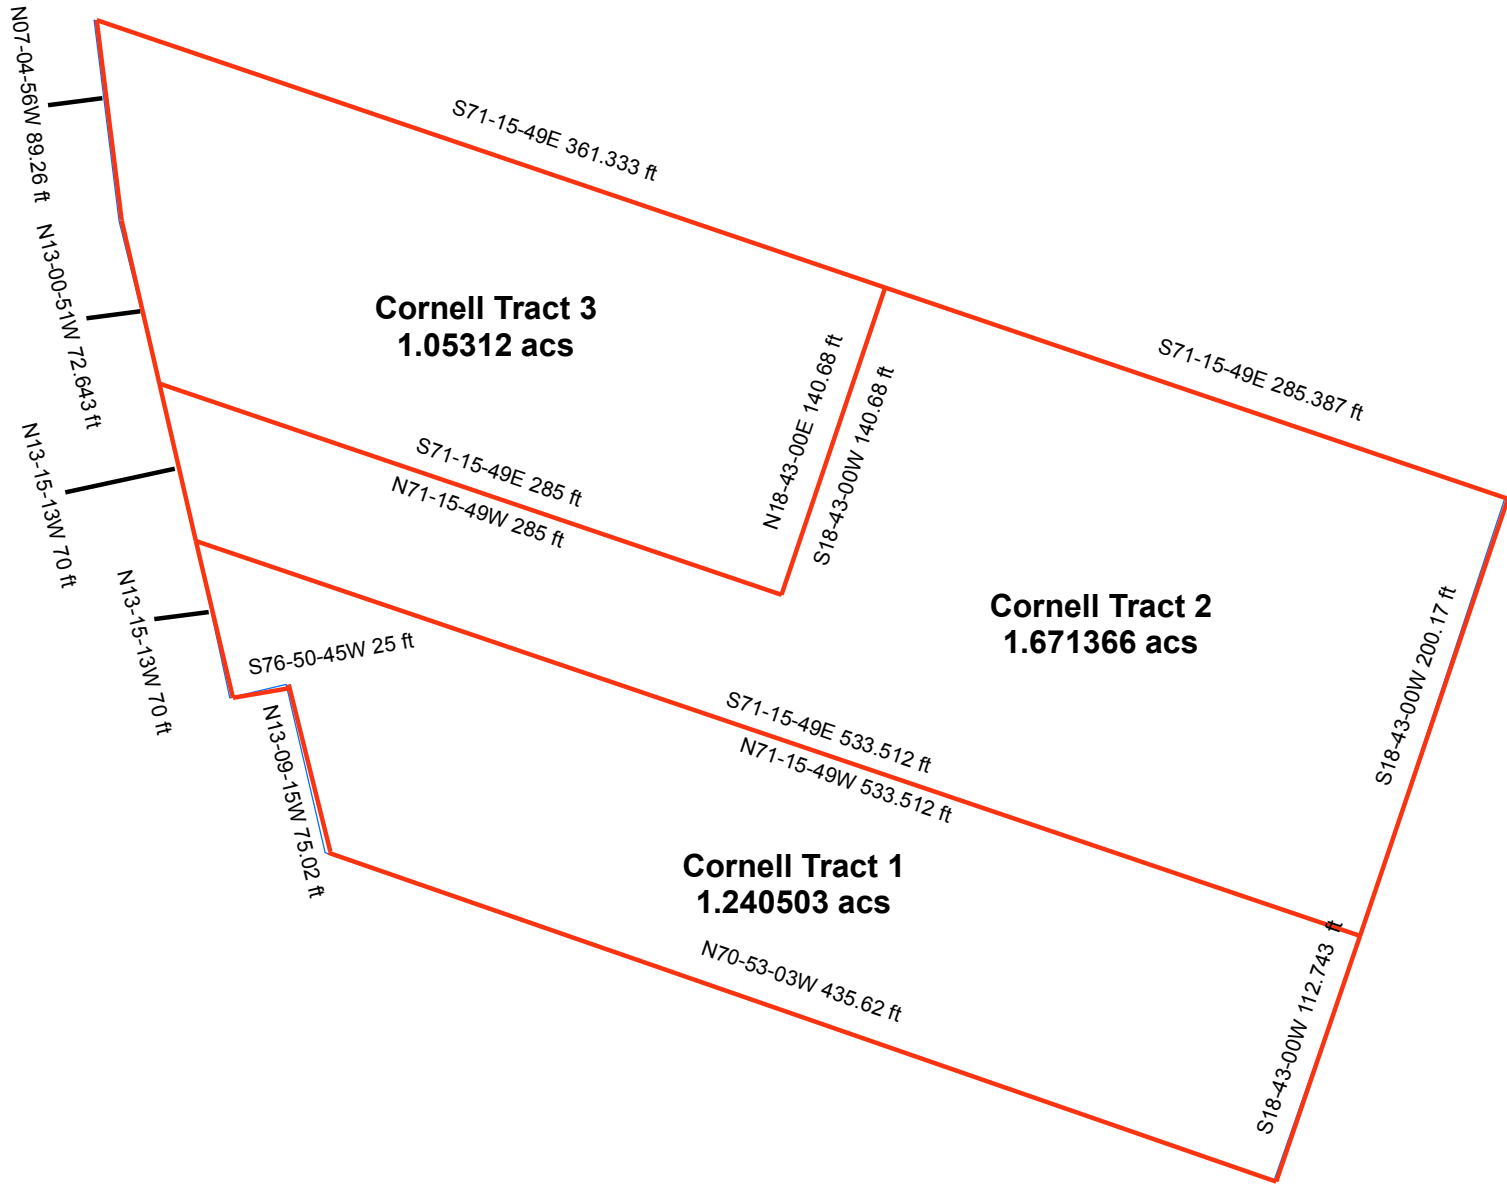 N07-04-56W 89.26 ft
S71-15-49E 361.333 ft
N13-00-51W 72.643 ft
Cornell Tract 3
1.05312 acs
N18-43-00E 140.68 ft
S18-43-00W 140.68 ft
S71-15-49E 285.387 ft
S71-15-49E 285 ft
N71-15-49W 285 ft
N13-15-13W 70 ft
N13-15-13W 70 ft
Cornell Tract 2
1.671366 acs
S18-43-00W 200.17 ft
S76-50-45W 25 ft
N13-09-15W 75.02 ft
S71-15-49E 533.512 ft
N71-15-49W 533.512 ft
Cornell Tract 1
1.240503 acs
N70-53-03W 435.62 ft
S18-43-00W 112.743 ft